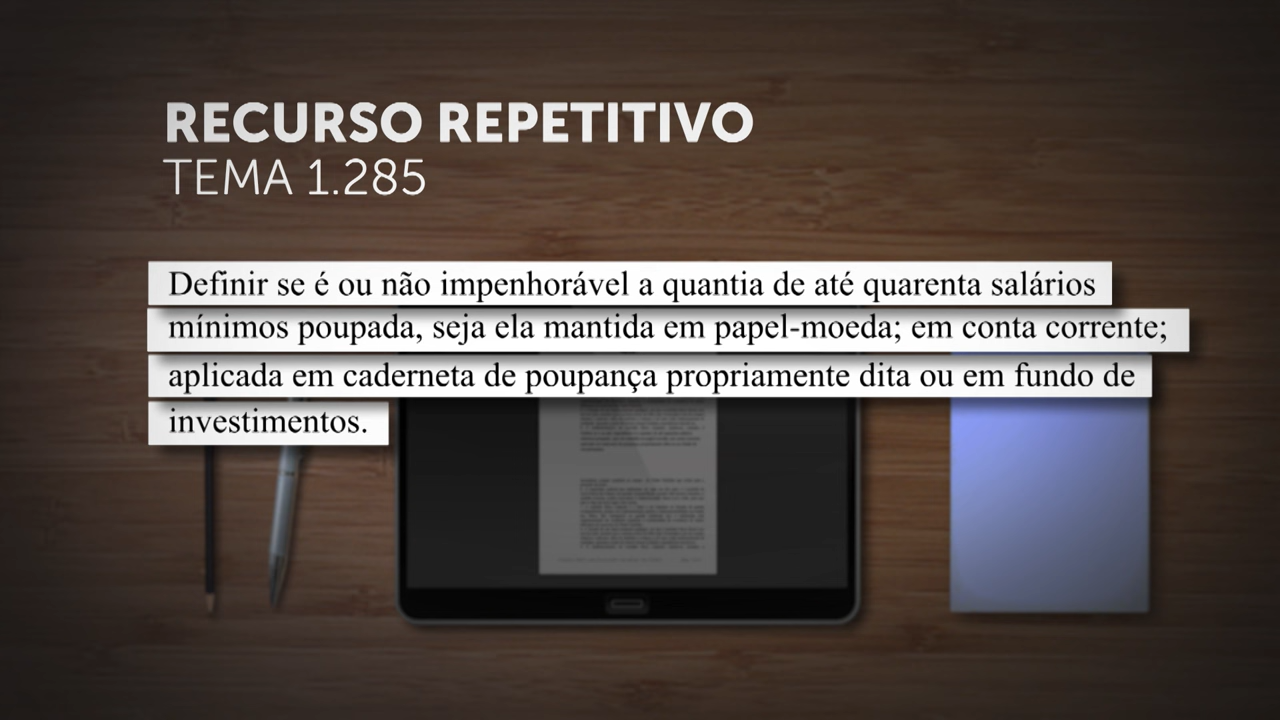 RECURSO REPETITIVO
TEMA 1.285
Definir se é ou não impenhorável a quantia de até quarenta salários
mínimos poupada, seja ela mantida em papel-moeda; em conta corrente;
aplicada em caderneta de poupança propriamente dita ou em fundo de
investimentos.